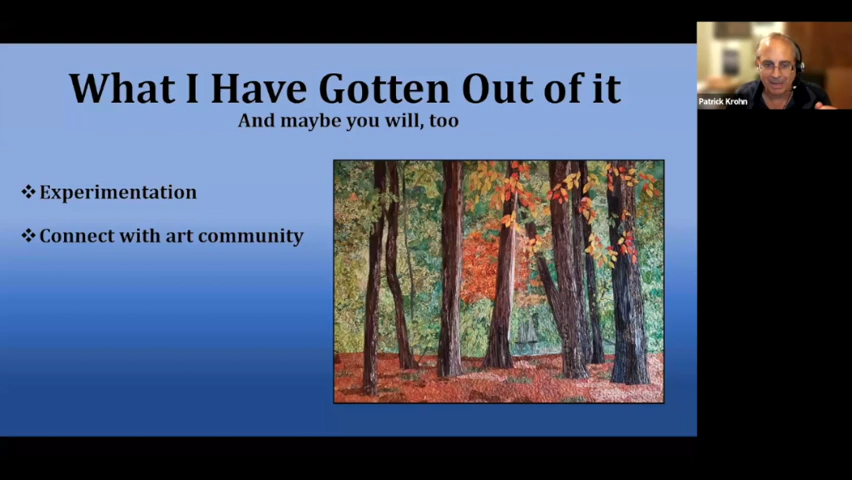 What I Have Gotten Out of it
And maybe you will, too
❖Experimentation
❖Connect with art community
Patrick Krohn